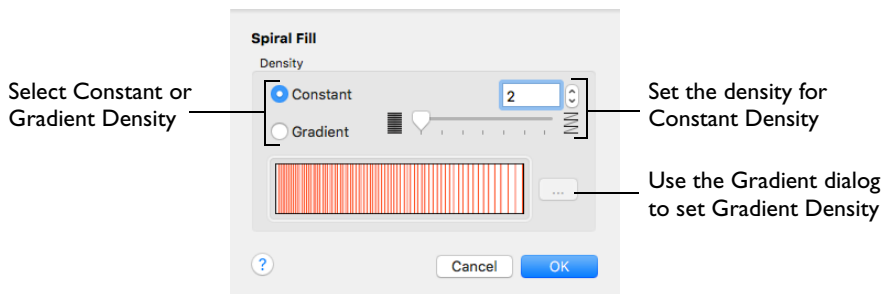 Spiral Fill
Density
Select Constant or
Gradient Density
Constant
2
Gradient
Set the density for
Constant Density
...
Use the Gradient dialog
to set Gradient Density
?
Cancel
OK